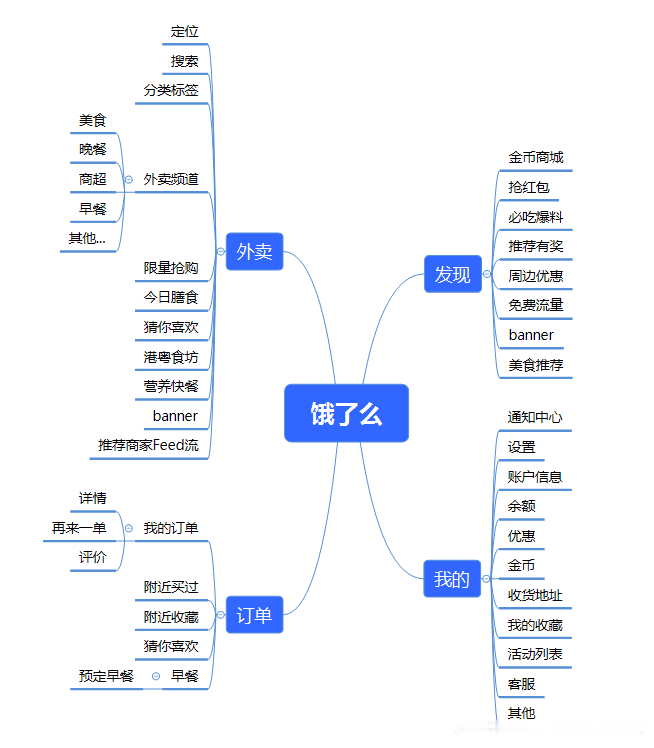 饿了么
外卖
定位
搜索
分类标签
外卖频道
美食
晚餐
商超
早餐
其他...
限量抢购
今日膳食
猜你喜欢
港粤食坊
营养快餐
banner
推荐商家Feed流
订单
我的订单
详情
再来一单
评价
附近买过
附近收藏
猜你喜欢
早餐
预定早餐
发现
金币商城
抢红包
必吃爆料
推荐有奖
周边优惠
免费流量
banner
美食推荐
我的
通知中心
设置
账户信息
余额
优惠
金币
收货地址
我的收藏
活动列表
客服
其他